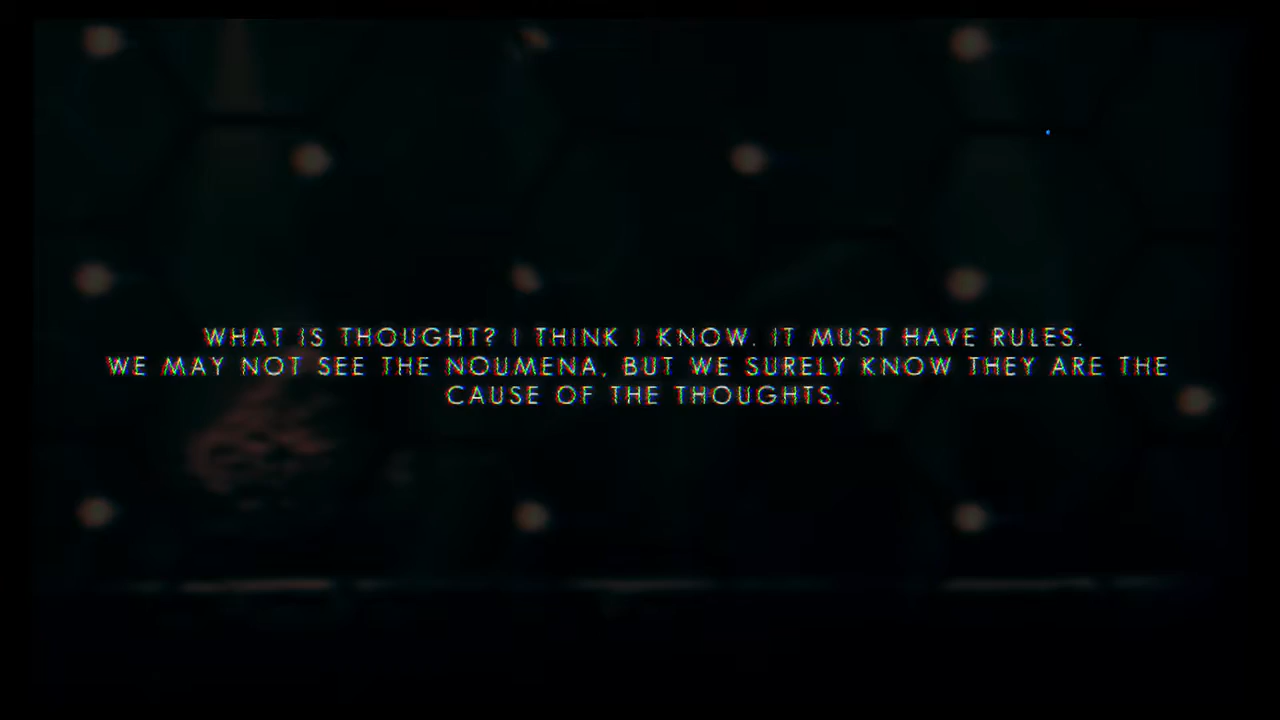 WHAT IS THOUGHT? I THINK I KNOW. IT MUST HAVE RULES.
WE MAY NOT SEE THE NOUMENA, BUT WE SURELY KNOW THEY ARE THE
CAUSE OF THE THOUGHTS.